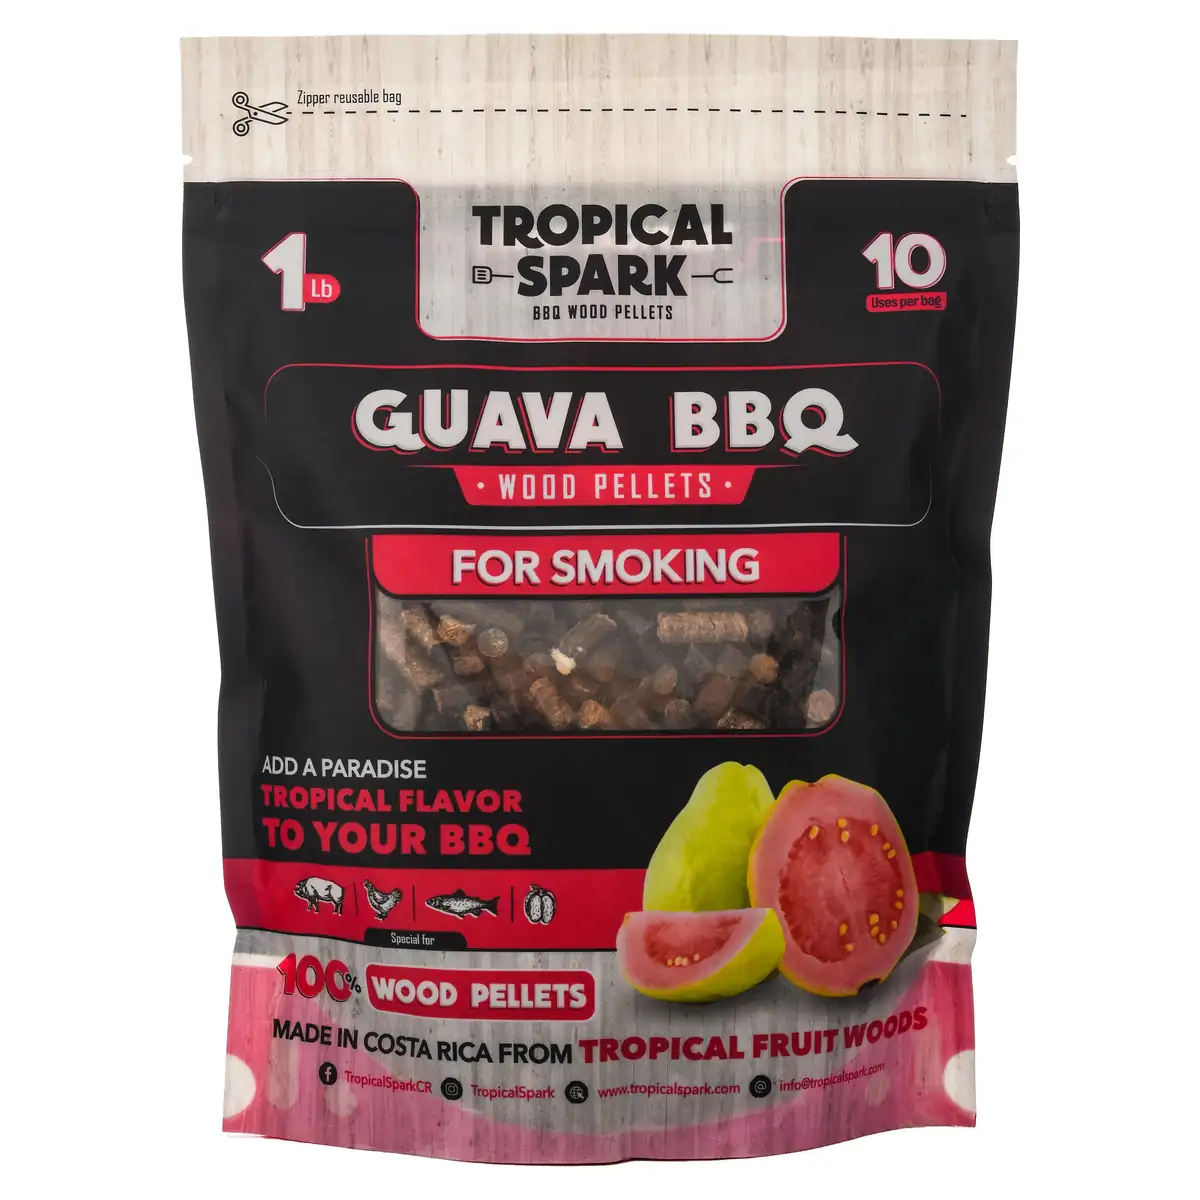 Zipper reusable bag
1 Lb
TROPICAL
SPARK
BBQ WOOD PELLETS
10
Uses per bag
GUAVA BBQ
· WOOD PELLETS ·
FOR SMOKING
ADD A PARADISE
TROPICAL FLAVOR
TO YOUR BBQ
Special for
100% WOOD PELLETS
MADE IN COSTA RICA FROM TROPICAL FRUIT WOODS
TropicalSparkCR TropicalSpark www.tropicalspark.com info@tropicalspark.com